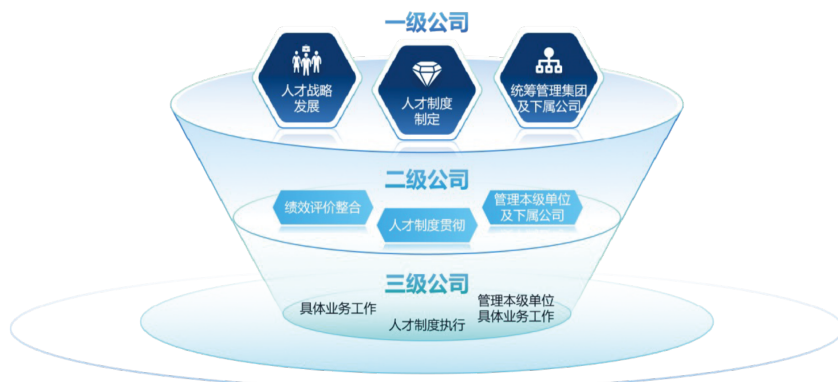 一级公司
人才战略
发展
人才制度
制定
统筹管理集团
及下属公司
二级公司
绩效评价整合
人才制度贯彻
管理本级单位
及下属公司
三级公司
具体业务工作
人才制度执行
管理本级单位
具体业务工作